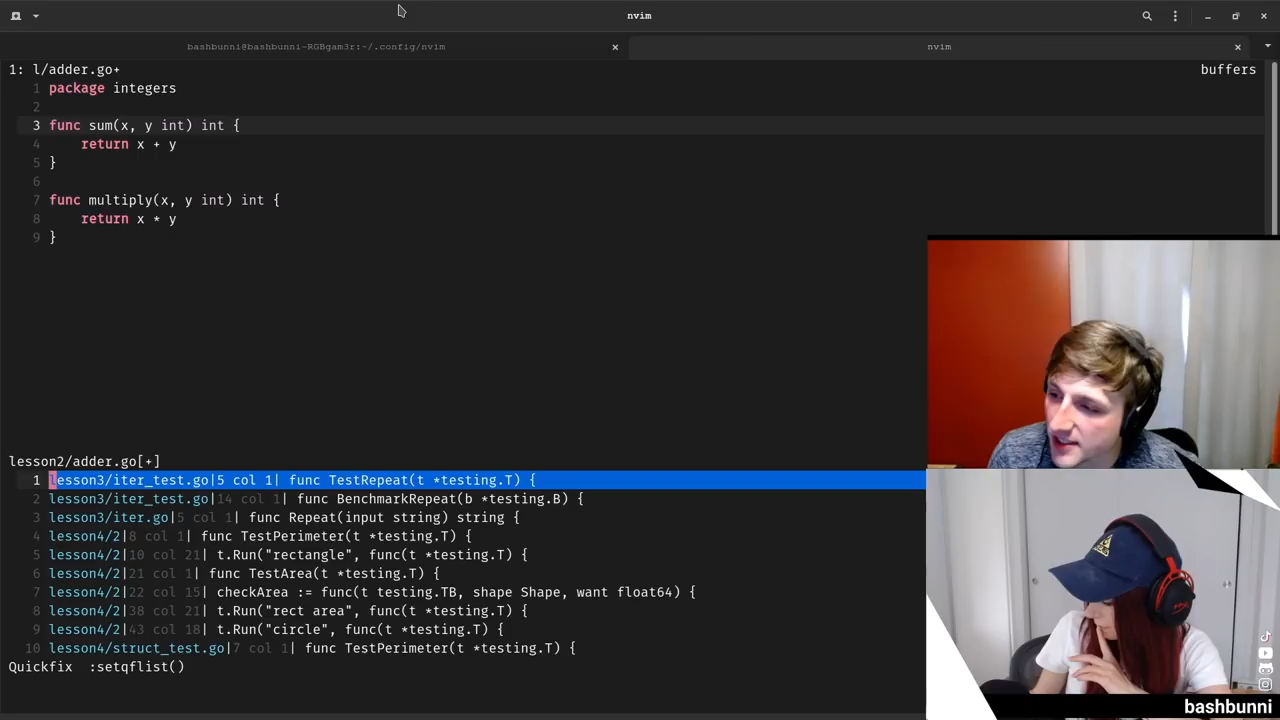 nvim
bashbunni@bashbunni-RGBgam3r:~/.config/nvim
nvim
1: l/adder.go+
buffers
1 package integers
2
3 func sum(x, y int) int {
4 return x + y
5 }
6
7 func multiply(x, y int) int {
8 return x * y
9 }
lesson2/adder.go[+]
1 lesson3/iter_test.go|5 col 1| func TestRepeat(t *testing.T) {
2 lesson3/iter_test.go|14 col 1| func BenchmarkRepeat(b *testing.B) {
3 lesson3/iter.go|5 col 1| func Repeat(input string) string {
4 lesson4/2|8 col 1| func TestPerimeter(t *testing.T) {
5 lesson4/2|10 col 21| t.Run("rectangle", func(t *testing.T) {
6 lesson4/2|21 col 1| func TestArea(t *testing.T) {
7 lesson4/2|22 col 15| checkArea := func(t testing.TB, shape Shape, want float64) {
8 lesson4/2|38 col 21| t.Run("rect area", func(t *testing.T) {
9 lesson4/2|43 col 18| t.Run("circle", func(t *testing.T) {
10 lesson4/struct_test.go|7 col 1| func TestPerimeter(t *testing.T) {
Quickfix :setqflist()
bashbunni